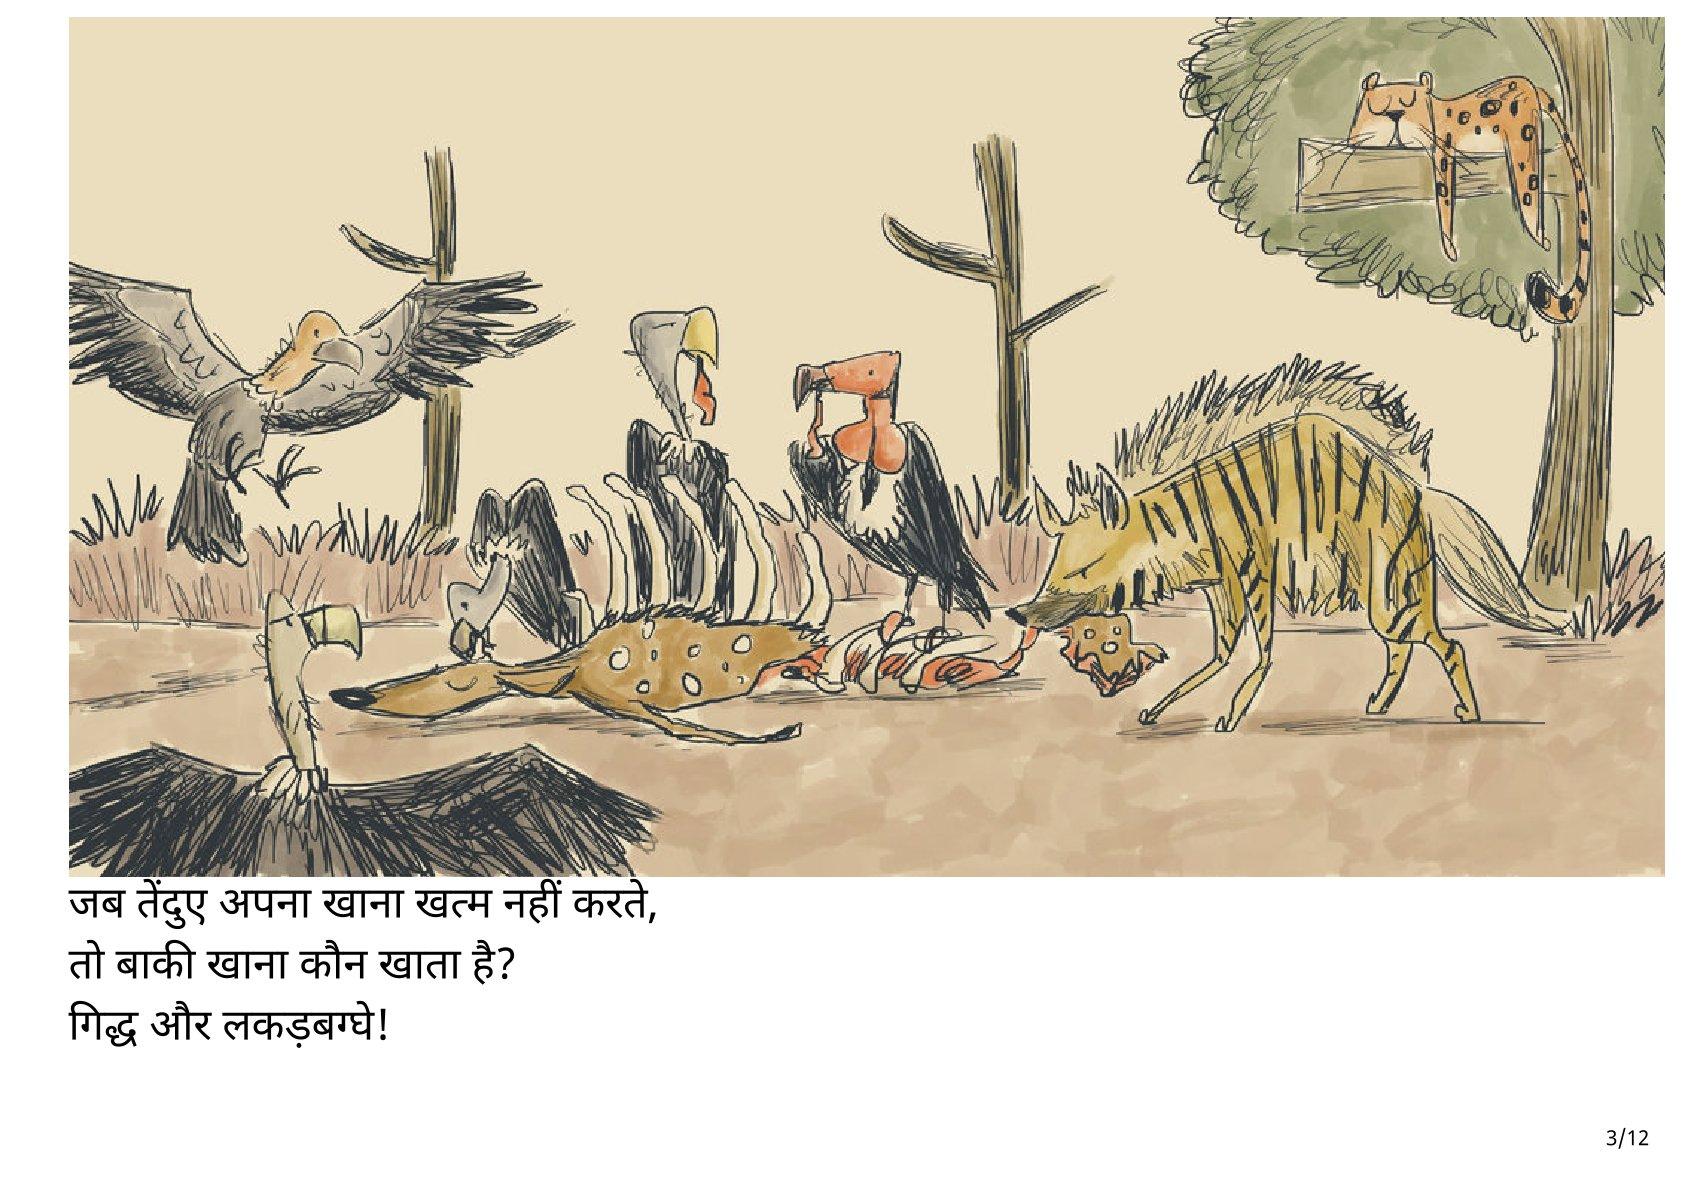 जब तेंदुए अपना खाना खत्म नहीं करते,
तो बाकी खाना कौन खाता है?
गिद्ध और लकड़बग्घे!
3/12